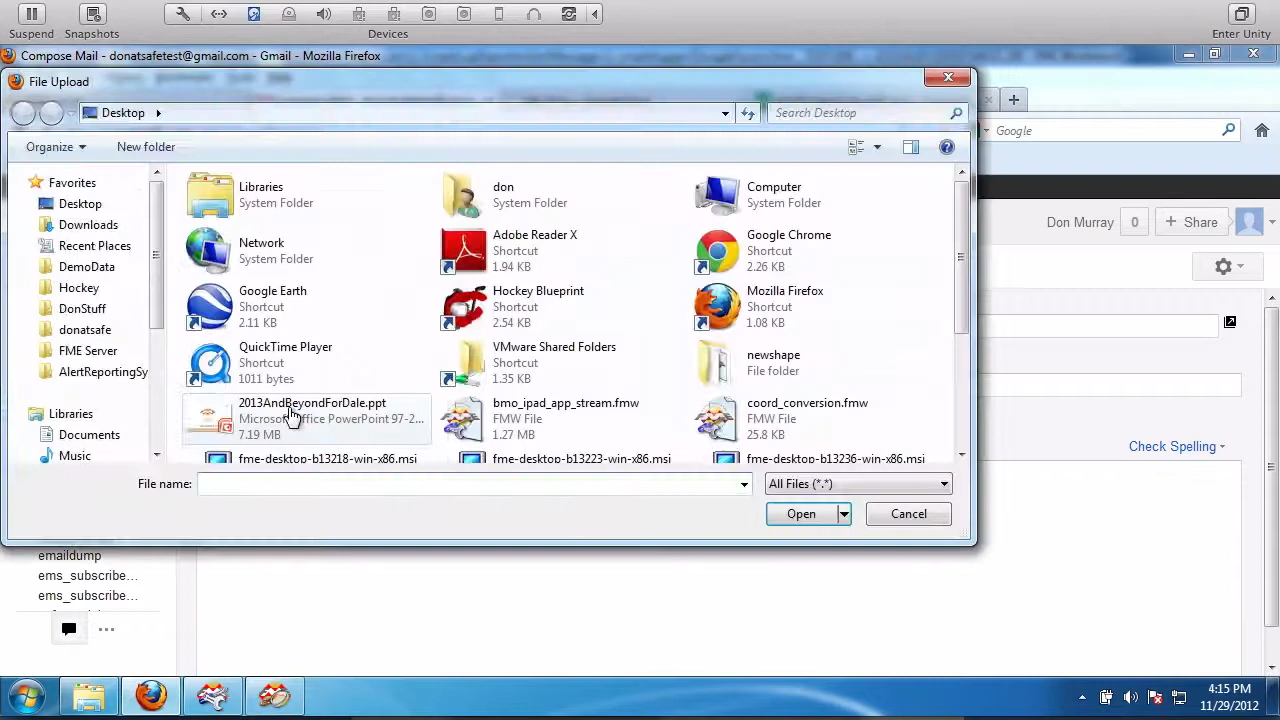 Suspend
Snapshots
Devices
Enter Unity
Compose Mail - donatsafetest@gmail.com - Gmail - Mozilla Firefox
File Upload
Desktop
Search Desktop
Google
Organize
New folder
Favorites
Desktop
Downloads
Recent Places
DemoData
Hockey
DonStuff
donatsafe
FME Server
AlertReportingSy
Libraries
Documents
Music
Libraries
System Folder
don
System Folder
Computer
System Folder
Network
System Folder
Adobe Reader X
Shortcut
1.94 KB
Google Chrome
Shortcut
2.26 KB
Google Earth
Shortcut
2.11 KB
Hockey Blueprint
Shortcut
2.54 KB
Mozilla Firefox
Shortcut
1.08 KB
QuickTime Player
Shortcut
1011 bytes
VMware Shared Folders
Shortcut
1.35 KB
newshape
File folder
2013AndBeyondForDale.ppt
Microsoft Office PowerPoint 97-2...
7.19 MB
bmo_ipad_app_stream.fmw
FMW File
1.27 MB
coord_conversion.fmw
FMW File
25.8 KB
fme-desktop-b13218-win-x86.msi
fme-desktop-b13223-win-x86.msi
fme-desktop-b13236-win-x86.msi
File name:
All Files (*.*)
Open
Cancel
Don Murray
0
+ Share
Check Spelling
emaildump
ems_subscribe...
ems_subscribe...
4:15 PM
11/29/2012